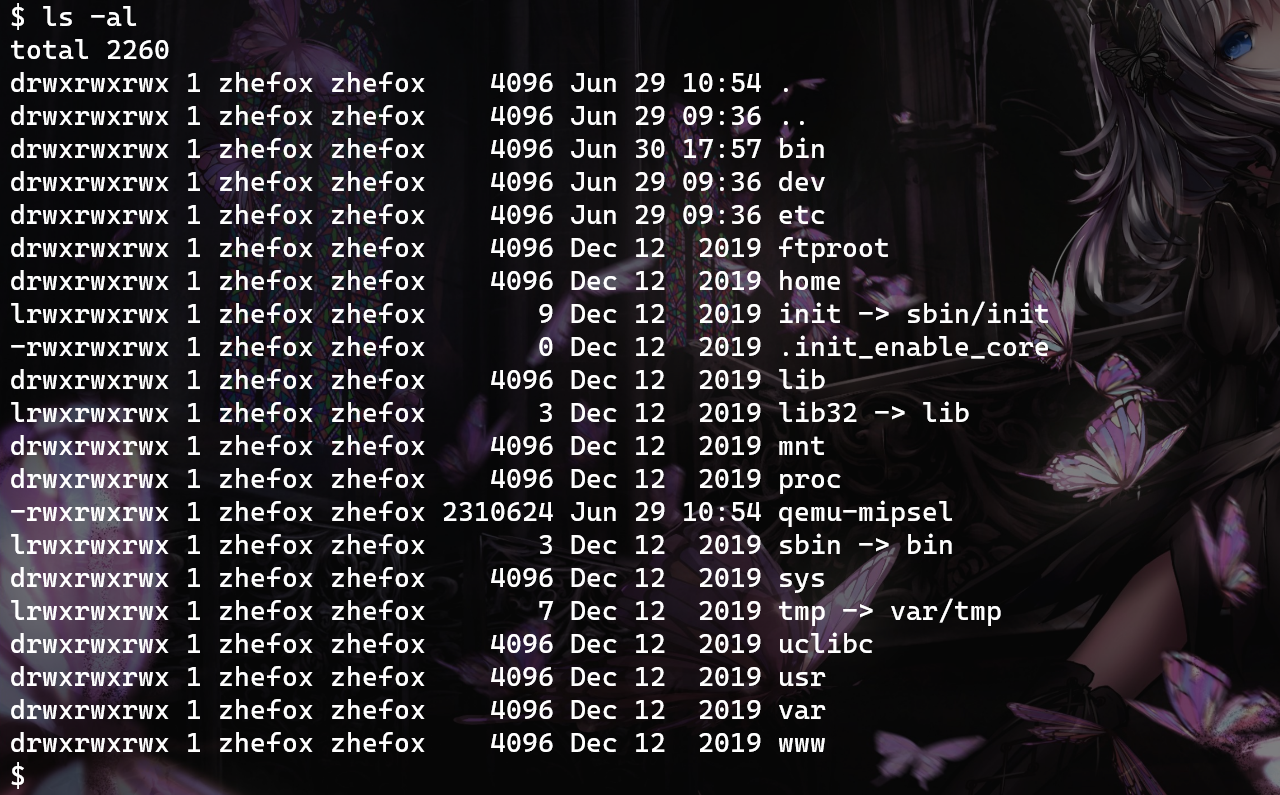 $ ls -al
total 2260
drwxrwxrwx 1 zhefox zhefox    4096 Jun 29 10:54 .
drwxrwxrwx 1 zhefox zhefox    4096 Jun 29 09:36 ..
drwxrwxrwx 1 zhefox zhefox    4096 Jun 30 17:57 bin
drwxrwxrwx 1 zhefox zhefox    4096 Jun 29 09:36 dev
drwxrwxrwx 1 zhefox zhefox    4096 Jun 29 09:36 etc
drwxrwxrwx 1 zhefox zhefox    4096 Dec 12  2019 ftproot
drwxrwxrwx 1 zhefox zhefox    4096 Dec 12  2019 home
lrwxrwxrwx 1 zhefox zhefox       9 Dec 12  2019 init -> sbin/init
-rwxrwxrwx 1 zhefox zhefox       0 Dec 12  2019 .init_enable_core
drwxrwxrwx 1 zhefox zhefox    4096 Dec 12  2019 lib
lrwxrwxrwx 1 zhefox zhefox       3 Dec 12  2019 lib32 -> lib
drwxrwxrwx 1 zhefox zhefox    4096 Dec 12  2019 mnt
drwxrwxrwx 1 zhefox zhefox    4096 Dec 12  2019 proc
-rwxrwxrwx 1 zhefox zhefox 2310624 Jun 29 10:54 qemu-mipsel
lrwxrwxrwx 1 zhefox zhefox       3 Dec 12  2019 sbin -> bin
drwxrwxrwx 1 zhefox zhefox    4096 Dec 12  2019 sys
lrwxrwxrwx 1 zhefox zhefox       7 Dec 12  2019 tmp -> var/tmp
drwxrwxrwx 1 zhefox zhefox    4096 Dec 12  2019 uclibc
drwxrwxrwx 1 zhefox zhefox    4096 Dec 12  2019 usr
drwxrwxrwx 1 zhefox zhefox    4096 Dec 12  2019 var
drwxrwxrwx 1 zhefox zhefox    4096 Dec 12  2019 www
$